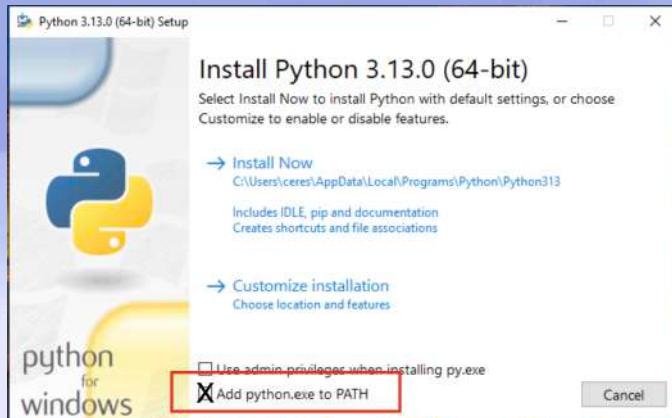 Python 3.13.0 (64-bit) Setup
Install Python 3.13.0 (64-bit)
Select Install Now to install Python with default settings, or choose
Customize to enable or disable features.
→ Install Now
C:\Users\ceres\AppData\Local\Programs\Python\Python313
Includes IDLE, pip and documentation
Creates shortcuts and file associations
→ Customize installation
Choose location and features
Use admin privileges when installing py.exe
Add python.exe to PATH
Cancel
python
for
windows